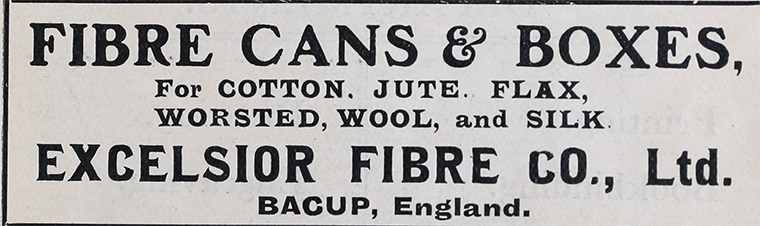 FIBRE CANS & BOXES,
For COTTON. JUTE. FLAX,
WORSTED, WOOL, and SILK
EXCELSIOR FIBRE CO., Ltd.
BACUP, England.